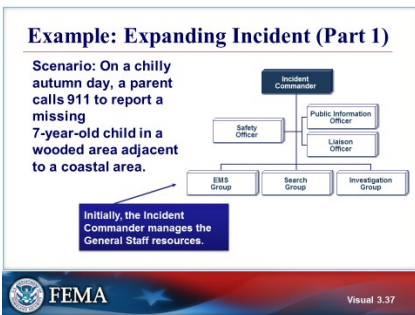 Example: Expanding Incident (Part 1)
Scenario: On a chilly
autumn day, a parent
calls 911 to report a
missing
7-year-old child in a
wooded area adjacent
to a coastal area.
Incident
Commander
Public Information
Officer
Safety
Officer
Liaison
Officer
EMS
Group
Search
Group
Investigation
Group
Initially, the Incident
Commander manages the
General Staff resources.
FEMA
Visual 3.37